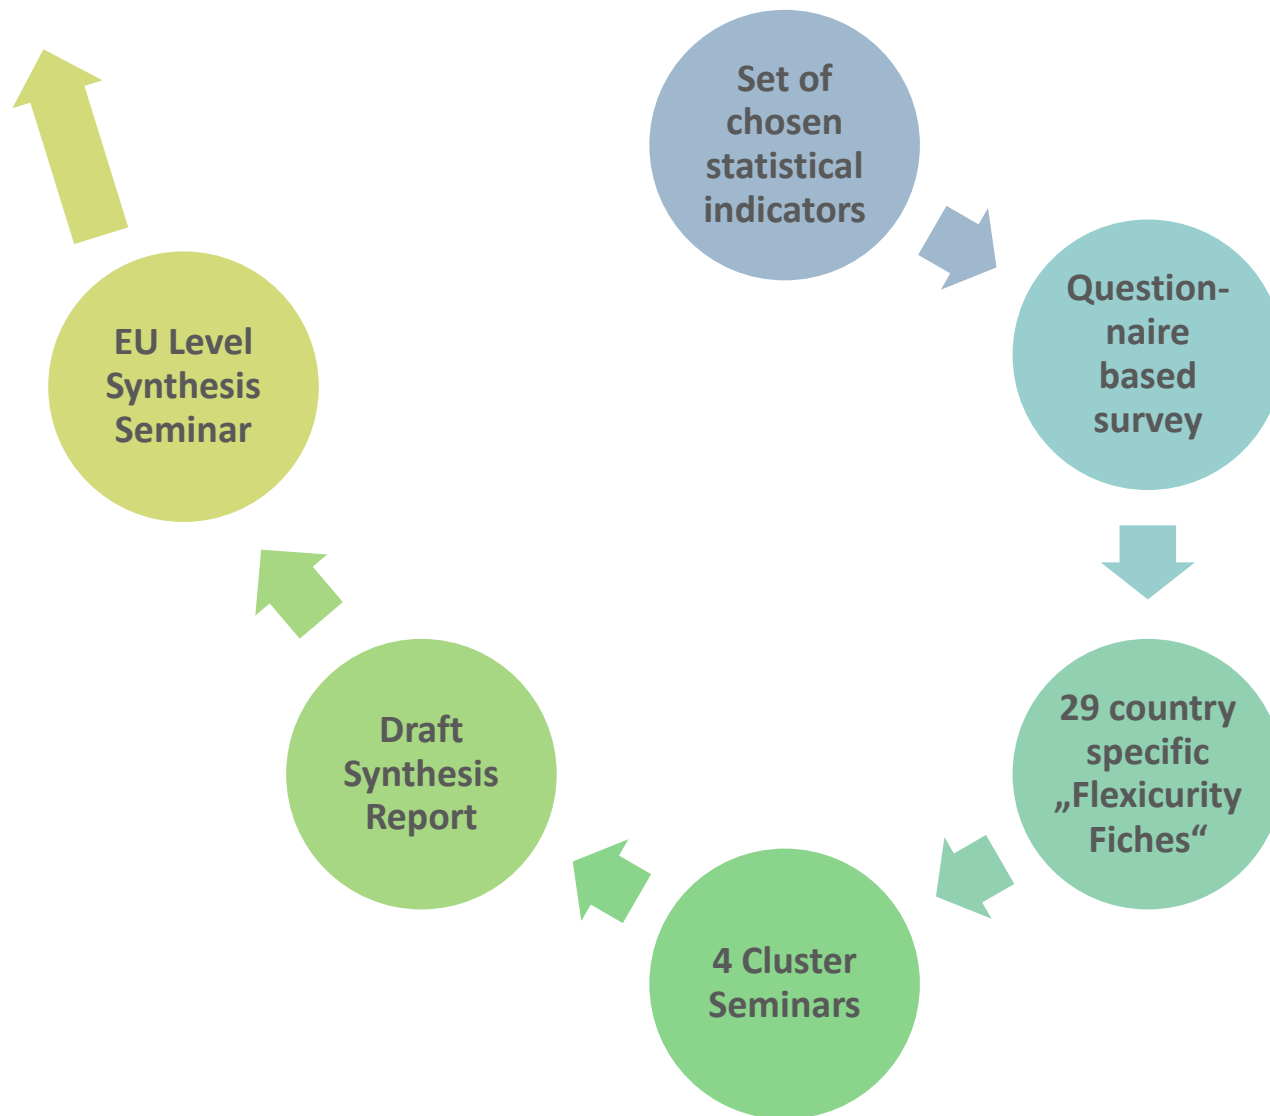 Set of
chosen
statistical
indicators
Question-
naire
based
survey
29 country
specific
„Flexicurity
Fiches“
4 Cluster
Seminars
Draft
Synthesis
Report
EU Level
Synthesis
Seminar